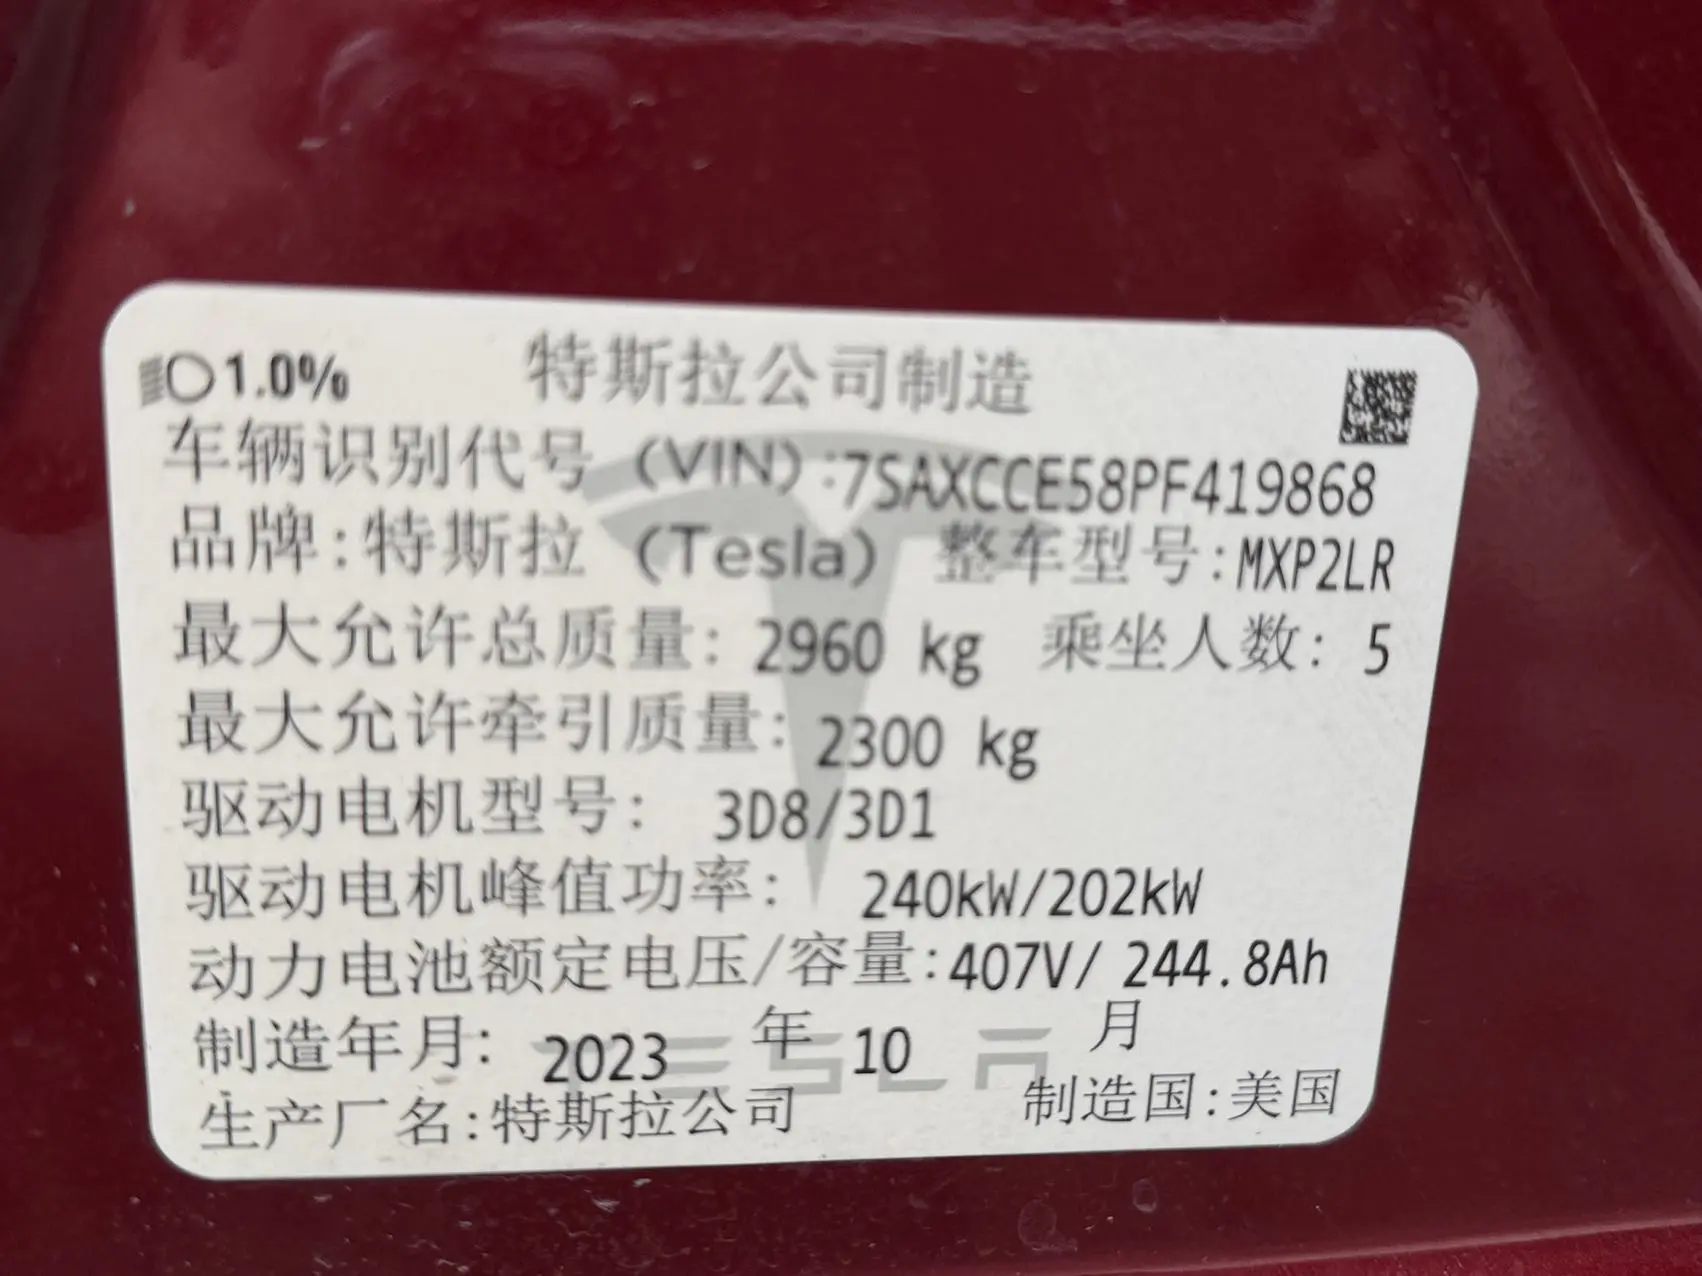 1.0% 特斯拉公司制造
车辆识别代号（VIN）:7SAXCCE58PF419868
品牌:特斯拉（Tesla） 整车型号:MXP2LR
最大允许总质量: 2960 kg 乘坐人数: 5
最大允许牵引质量: 2300 kg
驱动电机型号: 3D8/3D1
驱动电机峰值功率: 240kW/202kW
动力电池额定电压/容量:407V/ 244.8Ah
制造年月: 2023 年 10 月
TESLA
生产厂名:特斯拉公司 制造国:美国